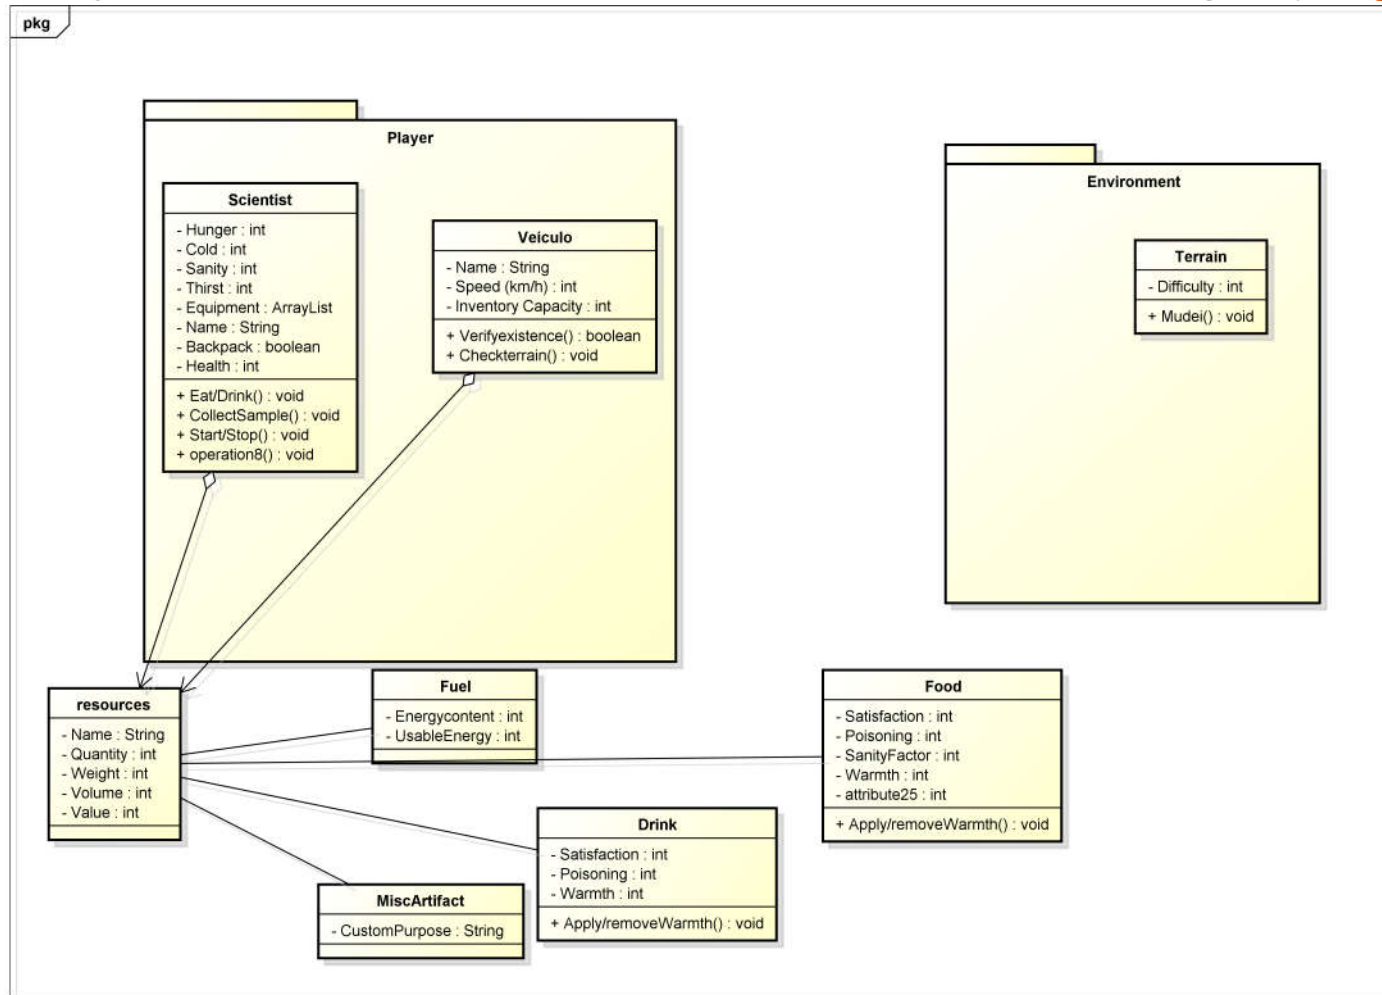 pkg
Player
Scientist
- Hunger : int
- Cold : int
- Sanity : int
- Thirst : int
- Equipment : ArrayList
- Name : String
- Backpack : boolean
- Health : int
+ Eat/Drink() : void
+ CollectSample() : void
+ Start/Stop() : void
+ operation8() : void
Veiculo
- Name : String
- Speed (km/h) : int
- Inventory Capacity : int
+ Verifyexistence() : boolean
+ Checkterrain() : void
Environment
Terrain
- Difficulty : int
+ Mudei() : void
resources
- Name : String
- Quantity : int
- Weight : int
- Volume : int
- Value : int
Fuel
- Energycontent : int
- UsableEnergy : int
Food
- Satisfaction : int
- Poisoning : int
- SanityFactor : int
- Warmth : int
- attribute25 : int
+ Apply/removeWarmth() : void
Drink
- Satisfaction : int
- Poisoning : int
- Warmth : int
+ Apply/removeWarmth() : void
MiscArtifact
- CustomPurpose : String